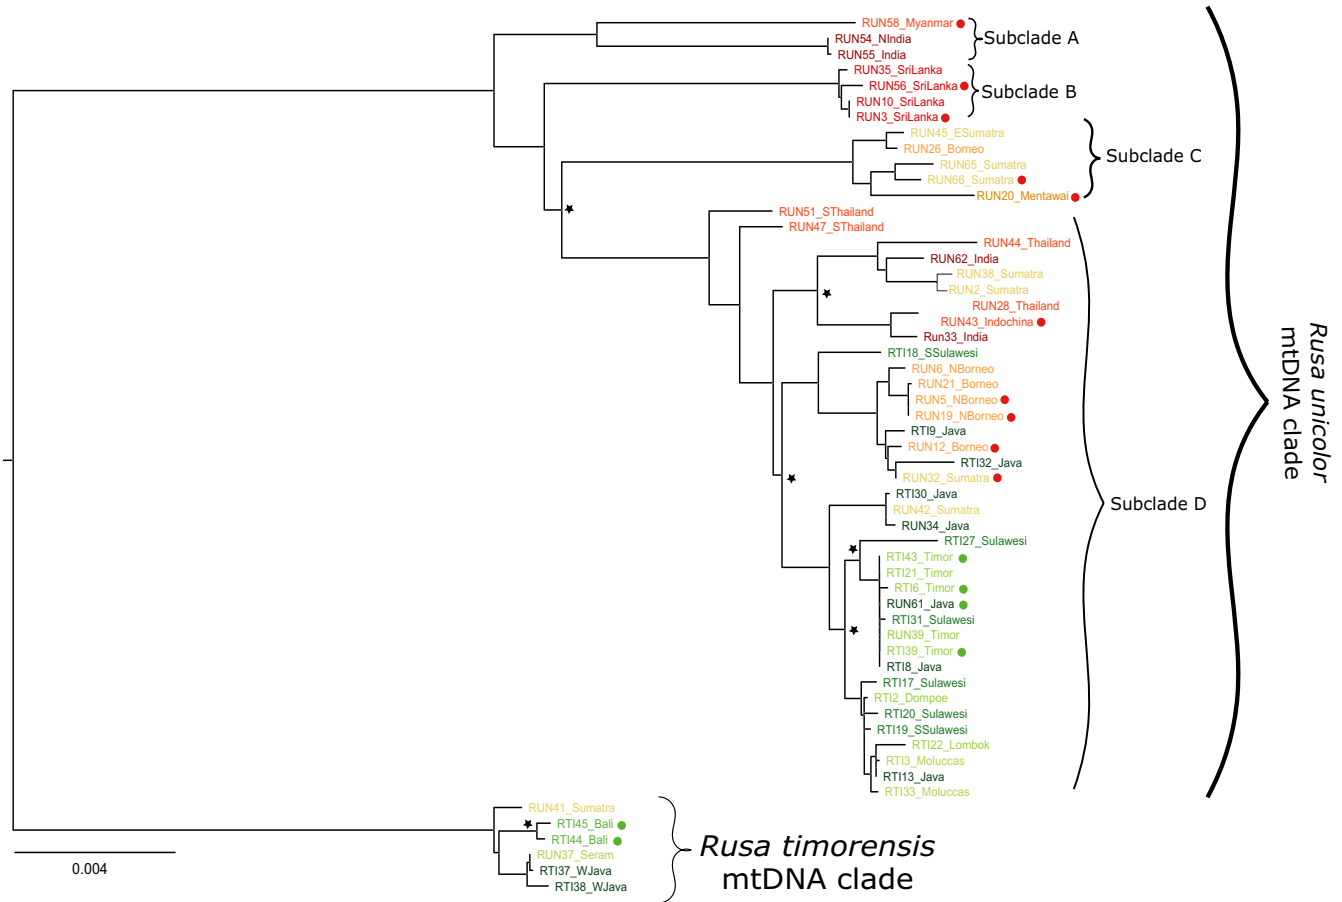 RUN58_Myanmar
RUN54_NIndia
Subclade A
RUN55_India
RUN35_SriLanka
RUN56_SriLanka
Subclade B
RUN10_SriLanka
RUN3_SriLanka
RUN45_ESumatra
RUN26_Borneo
Subclade C
RUN65_Sumatra
RUN66_Sumatra
RUN20_Mentawai
RUN51_SThailand
RUN47_SThailand
RUN44_Thailand
RUN62_India
RUN38_Sumatra
RUN2_Sumatra
RUN28_Thailand
RUN43_Indochina
Run33_India
RTI18_SSulawesi
RUN6_NBorneo
RUN21_Borneo
RUN5_NBorneo
RUN19_NBorneo
RTI9_Java
RUN12_Borneo
RTI32_Java
RUN32_Sumatra
RTI30_Java
Subclade D
RUN42_Sumatra
RUN34_Java
RTI27_Sulawesi
RTI43_Timor
RTI21_Timor
RTI6_Timor
RUN61_Java
RTI31_Sulawesi
RUN39_Timor
RTI39_Timor
RTI8_Java
RTI17_Sulawesi
RTI2_Dompoe
RTI20_Sulawesi
RTI19_SSulawesi
RTI22_Lombok
RTI3_Moluccas
RTI13_Java
RTI33_Moluccas
Rusa unicolor
mtDNA clade
RUN41_Sumatra
RTI45_Bali
RTI44_Bali
RUN37_Seram
RTI37_WJava
RTI38_WJava
Rusa timorensis
mtDNA clade
0.004